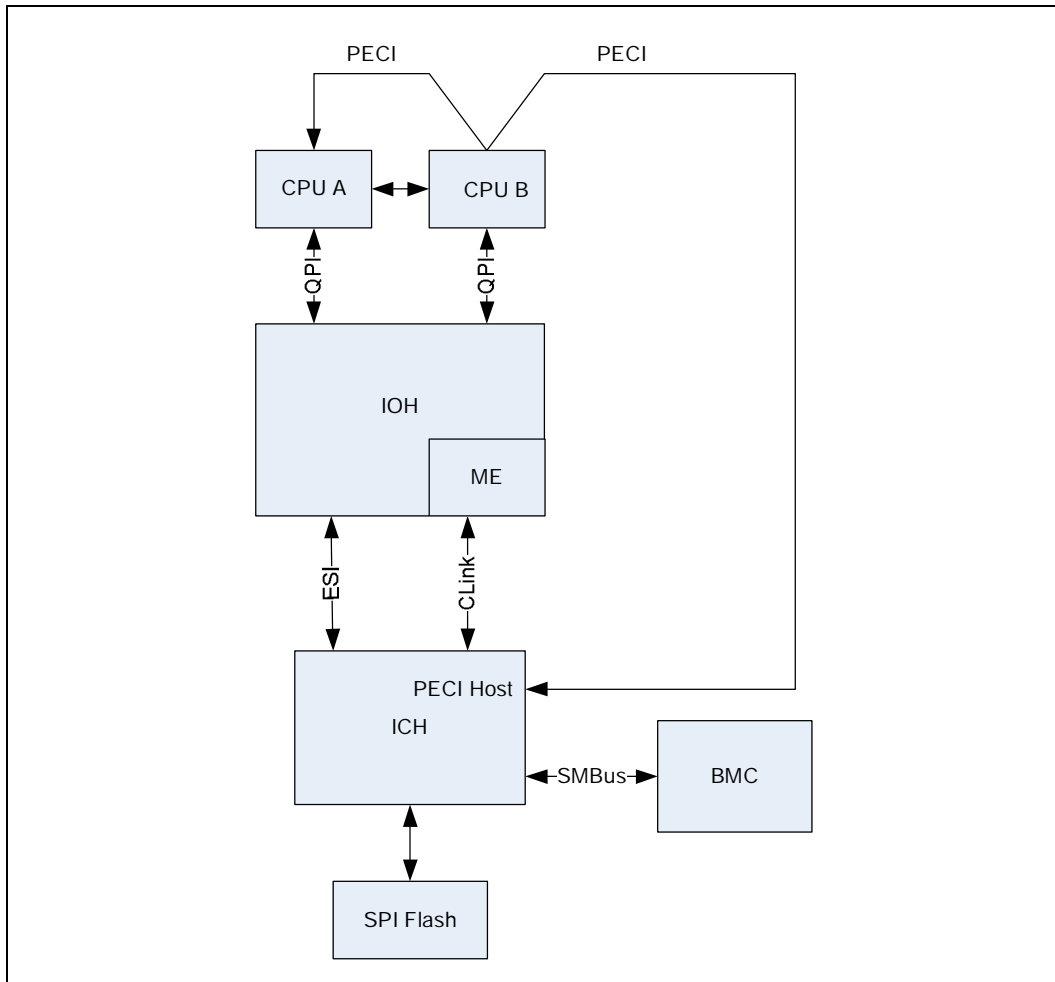 PECI
PECI
CPU A
CPU B
QPI
QPI
IOH
ME
ESI
CLink
PECI Host
ICH
SMBus
BMC
SPI Flash